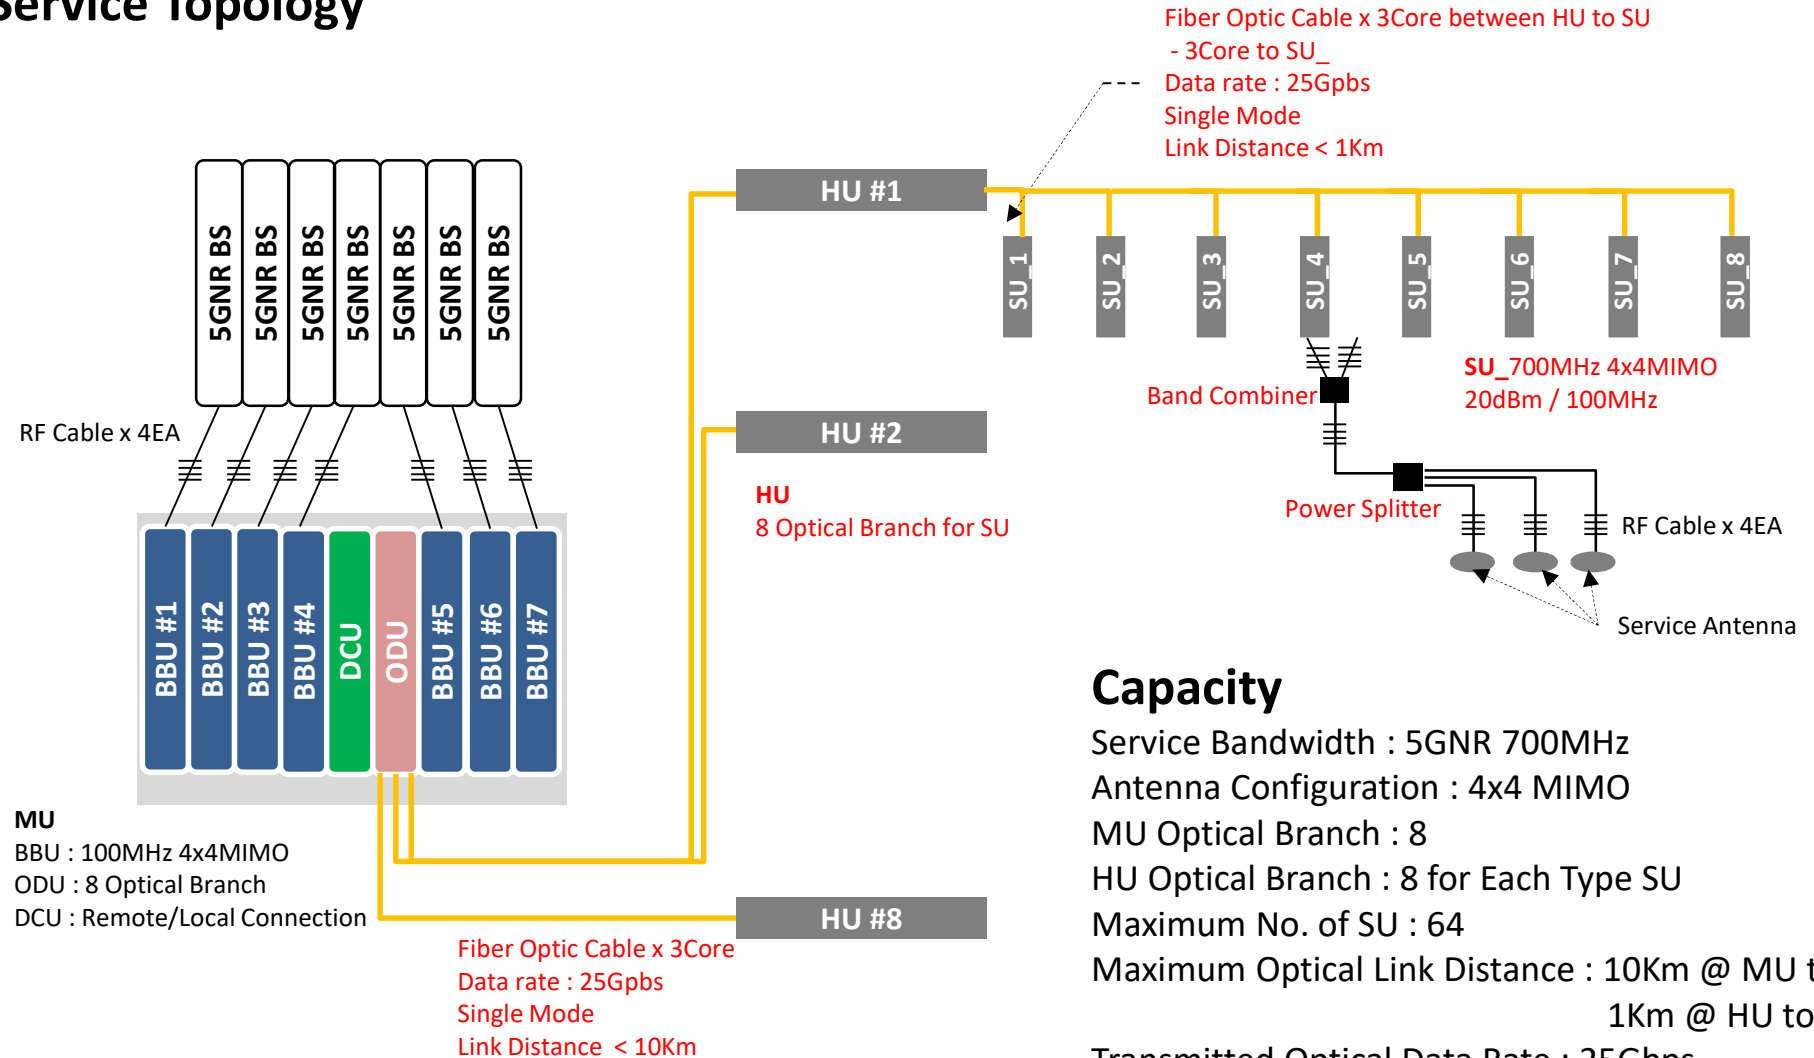 Service Topology
Fiber Optic Cable x 3Core between HU to SU
- 3Core to SU_
Data rate : 25Gpbs
Single Mode
Link Distance < 1Km
5GNR BS
5GNR BS
5GNR BS
5GNR BS
5GNR BS
5GNR BS
5GNR BS
HU #1
SU_1
SU_2
SU_3
SU_4
SU_5
SU_6
SU_7
SU_8
SU_700MHz 4x4MIMO
20dBm / 100MHz
Band Combiner
RF Cable x 4EA
HU #2
HU
8 Optical Branch for SU
Power Splitter
RF Cable x 4EA
Service Antenna
BBU #1
BBU #2
BBU #3
BBU #4
DCU
ODU
BBU #5
BBU #6
BBU #7
MU
BBU : 100MHz 4x4MIMO
ODU : 8 Optical Branch
DCU : Remote/Local Connection
HU #8
Fiber Optic Cable x 3Core
Data rate : 25Gpbs
Single Mode
Link Distance < 10Km
Capacity
Service Bandwidth : 5GNR 700MHz
Antenna Configuration : 4x4 MIMO
MU Optical Branch : 8
HU Optical Branch : 8 for Each Type SU
Maximum No. of SU : 64
Maximum Optical Link Distance : 10Km @ MU
1Km @ HU to
Transmitted Optical Data Rate : 25Gbps